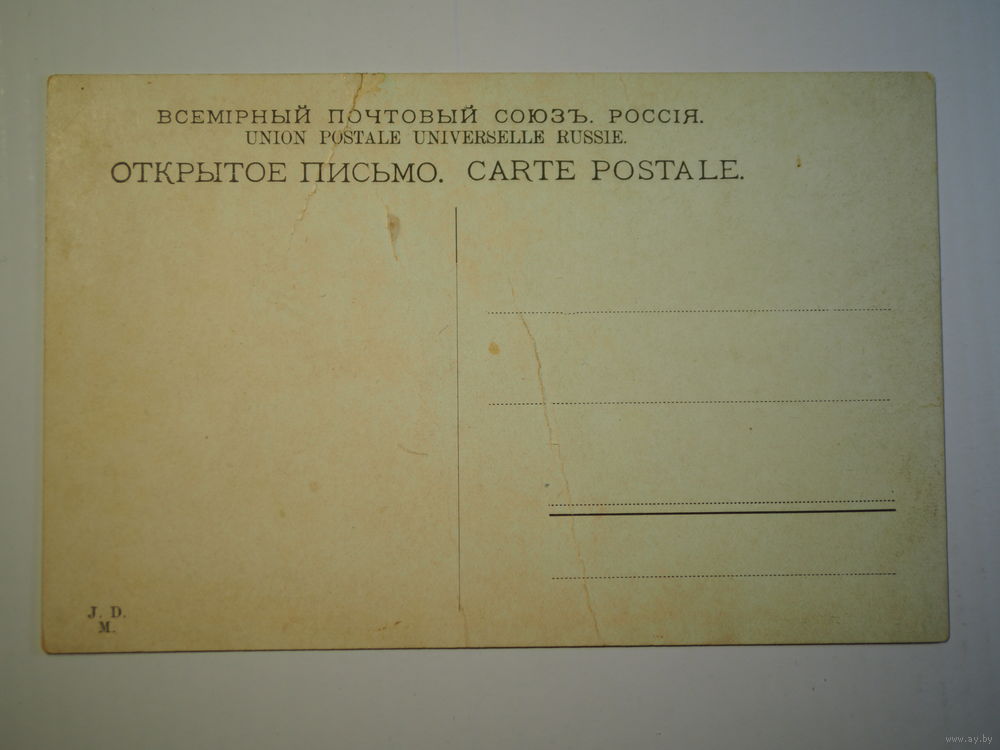 ВСЕМІРНЫЙ ПОЧТОВЫЙ СОЮЗЪ. РОССІЯ.
UNION POSTALE UNIVERSELLE RUSSIE.
ОТКРЫТОЕ ПИСЬМО. CARTE POSTALE.
J. D.
M.
www.ay.by